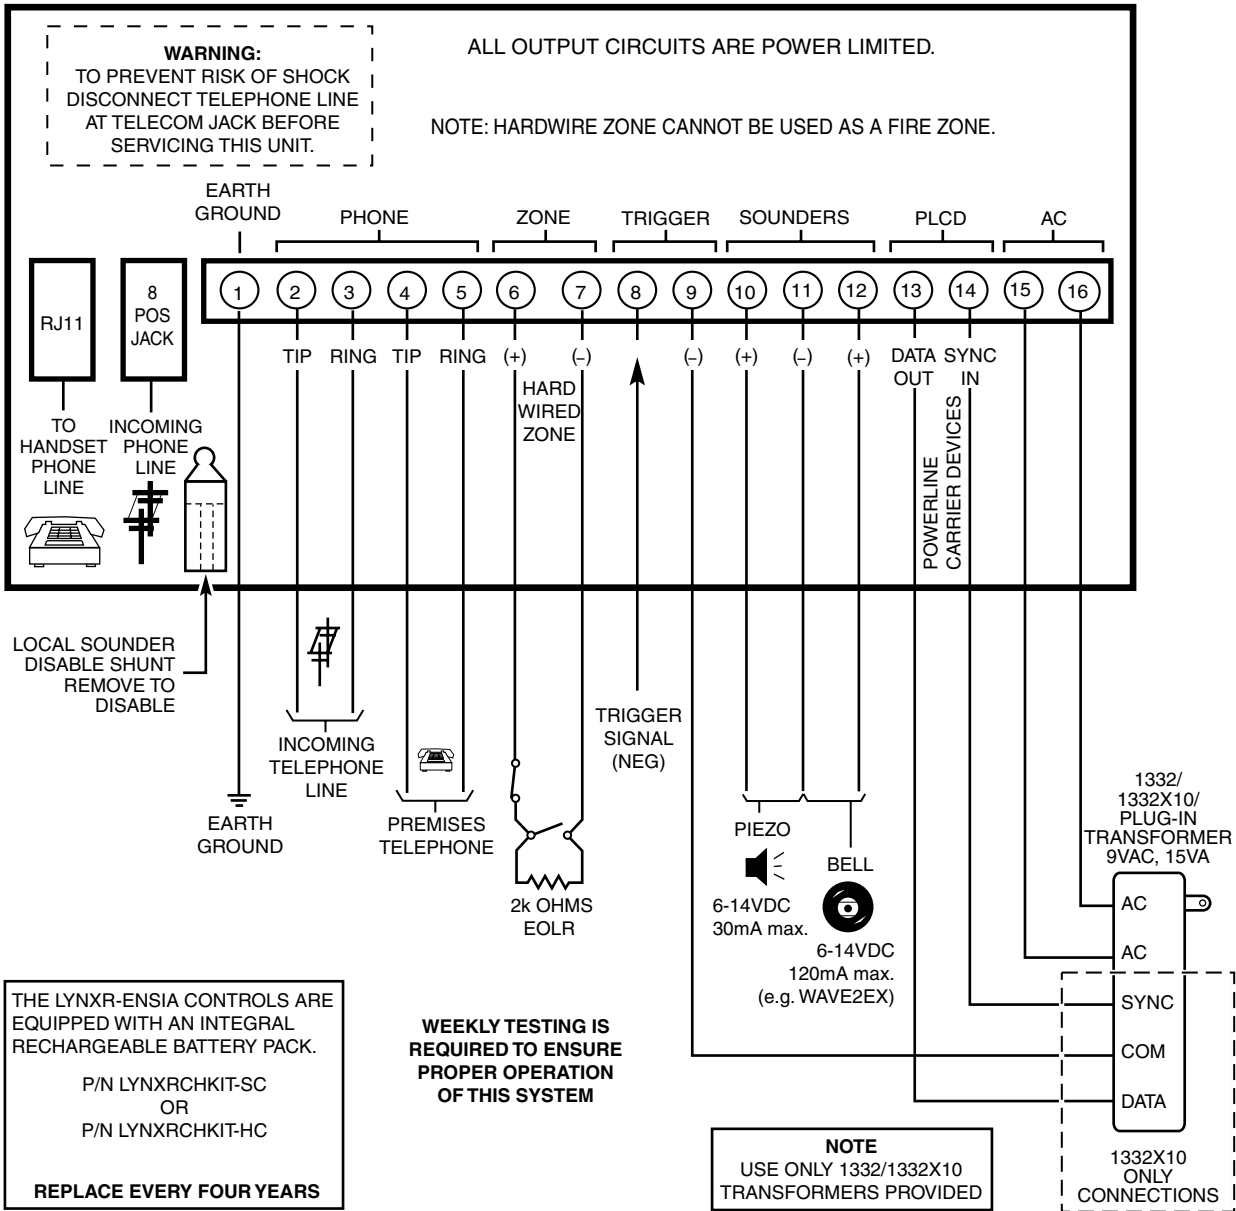 WARNING:
TO PREVENT RISK OF SHOCK
DISCONNECT TELEPHONE LINE
AT TELECOM JACK BEFORE
SERVICING THIS UNIT.
ALL OUTPUT CIRCUITS ARE POWER LIMITED.
NOTE: HARDWIRE ZONE CANNOT BE USED AS A FIRE ZONE.
EARTH
GROUND
PHONE
ZONE
TRIGGER
SOUNDERS
PLCD
AC
RJ11
8
POS
JACK
1
2
3
4
5
6
7
8
9
10
11
12
13
14
15
16
TIP
RING
TIP
RING
(+)
(–)
(–)
(+)
(–)
(+)
DATA
OUT
SYNC
IN
HARD
WIRED
ZONE
POWERLINE
CARRIER DEVICES
TO
HANDSET
PHONE
LINE
INCOMING
PHONE
LINE
LOCAL SOUNDER
DISABLE SHUNT
REMOVE TO
DISABLE
EARTH
GROUND
INCOMING
TELEPHONE
LINE
PREMISES
TELEPHONE
2k OHMS
EOLR
TRIGGER
SIGNAL
(NEG)
PIEZO
6-14VDC
30mA max.
BELL
6-14VDC
120mA max.
(e.g. WAVE2EX)
1332/
1332X10/
PLUG-IN
TRANSFORMER
9VAC, 15VA
AC
AC
SYNC
COM
DATA
1332X10
ONLY
CONNECTIONS
THE LYNXR-ENSIA CONTROLS ARE
EQUIPPED WITH AN INTEGRAL
RECHARGEABLE BATTERY PACK.
P/N LYNXRCHKIT-SC
OR
P/N LYNXRCHKIT-HC
REPLACE EVERY FOUR YEARS
WEEKLY TESTING IS
REQUIRED TO ENSURE
PROPER OPERATION
OF THIS SYSTEM
NOTE
USE ONLY 1332/1332X10
TRANSFORMERS PROVIDED